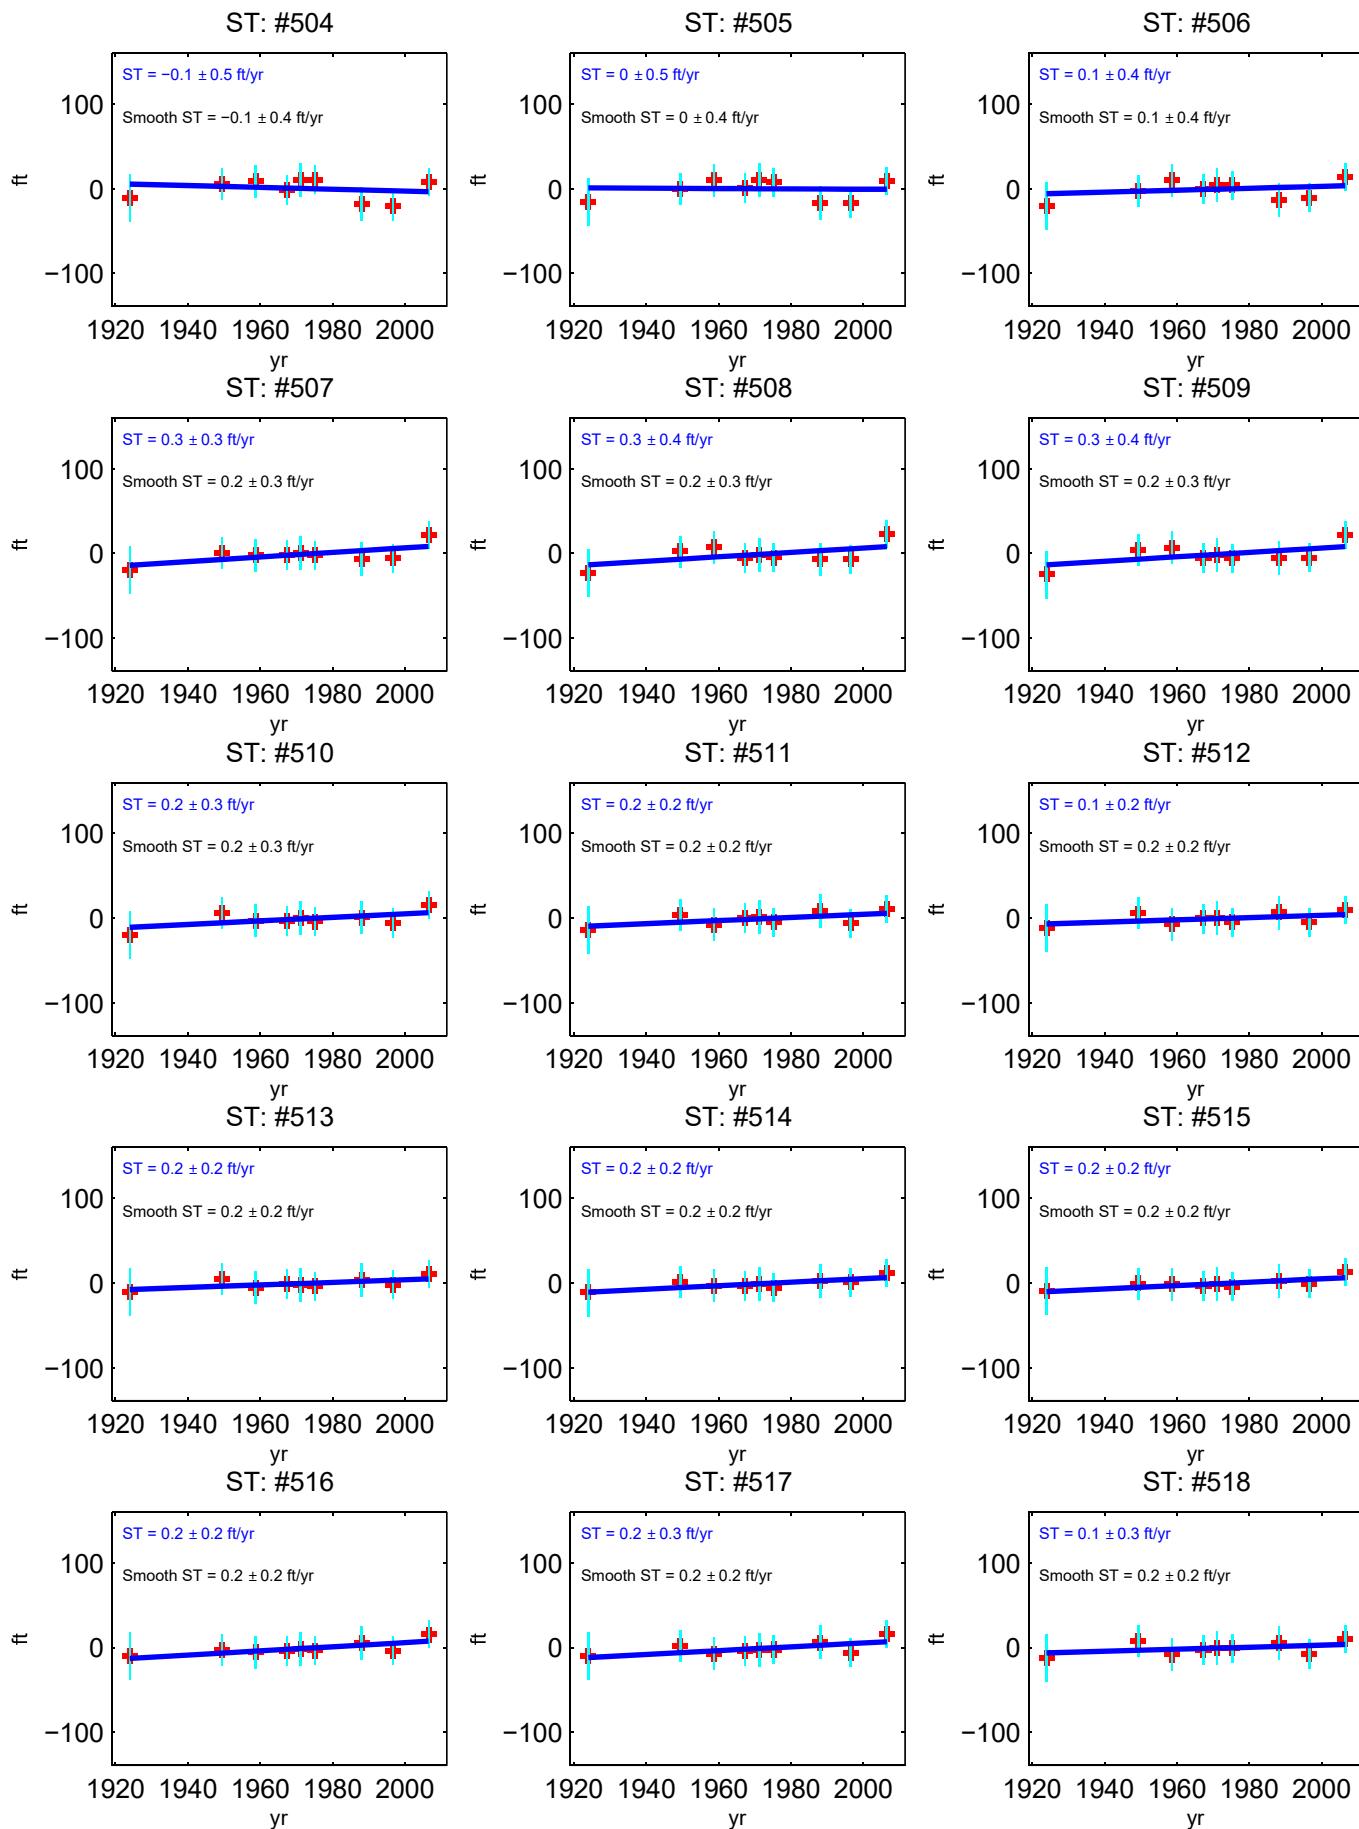 ST: #504
ST: #505
ST: #506
ST = −0.1 ± 0.5 ft/yr
ST = 0 ± 0.5 ft/yr
ST = 0.1 ± 0.4 ft/yr
Smooth ST = −0.1 ± 0.4 ft/yr
Smooth ST = 0 ± 0.4 ft/yr
Smooth ST = 0.1 ± 0.4 ft/yr
100 100 100
ft ft ft
0 0 0
−100 −100 −100
1920 1940 1960 1980 2000
1920 1940 1960 1980 2000
1920 1940 1960 1980 2000
yr yr yr
ST: #507
ST: #508
ST: #509
ST = 0.3 ± 0.3 ft/yr
ST = 0.3 ± 0.4 ft/yr
ST = 0.3 ± 0.4 ft/yr
Smooth ST = 0.2 ± 0.3 ft/yr
Smooth ST = 0.2 ± 0.3 ft/yr
Smooth ST = 0.2 ± 0.3 ft/yr
100 100 100
ft ft ft
0 0 0
−100 −100 −100
1920 1940 1960 1980 2000
1920 1940 1960 1980 2000
1920 1940 1960 1980 2000
yr yr yr
ST: #510
ST: #511
ST: #512
ST = 0.2 ± 0.3 ft/yr
ST = 0.2 ± 0.2 ft/yr
ST = 0.1 ± 0.2 ft/yr
Smooth ST = 0.2 ± 0.3 ft/yr
Smooth ST = 0.2 ± 0.2 ft/yr
Smooth ST = 0.2 ± 0.2 ft/yr
100 100 100
ft ft ft
0 0 0
−100 −100 −100
1920 1940 1960 1980 2000
1920 1940 1960 1980 2000
1920 1940 1960 1980 2000
yr yr yr
ST: #513
ST: #514
ST: #515
ST = 0.2 ± 0.2 ft/yr
ST = 0.2 ± 0.2 ft/yr
ST = 0.2 ± 0.2 ft/yr
Smooth ST = 0.2 ± 0.2 ft/yr
Smooth ST = 0.2 ± 0.2 ft/yr
Smooth ST = 0.2 ± 0.2 ft/yr
100 100 100
ft ft ft
0 0 0
−100 −100 −100
1920 1940 1960 1980 2000
1920 1940 1960 1980 2000
1920 1940 1960 1980 2000
yr yr yr
ST: #516
ST: #517
ST: #518
ST = 0.2 ± 0.2 ft/yr
ST = 0.2 ± 0.3 ft/yr
ST = 0.1 ± 0.3 ft/yr
Smooth ST = 0.2 ± 0.2 ft/yr
Smooth ST = 0.2 ± 0.2 ft/yr
Smooth ST = 0.2 ± 0.2 ft/yr
100 100 100
ft ft ft
0 0 0
−100 −100 −100
1920 1940 1960 1980 2000
1920 1940 1960 1980 2000
1920 1940 1960 1980 2000
yr yr yr